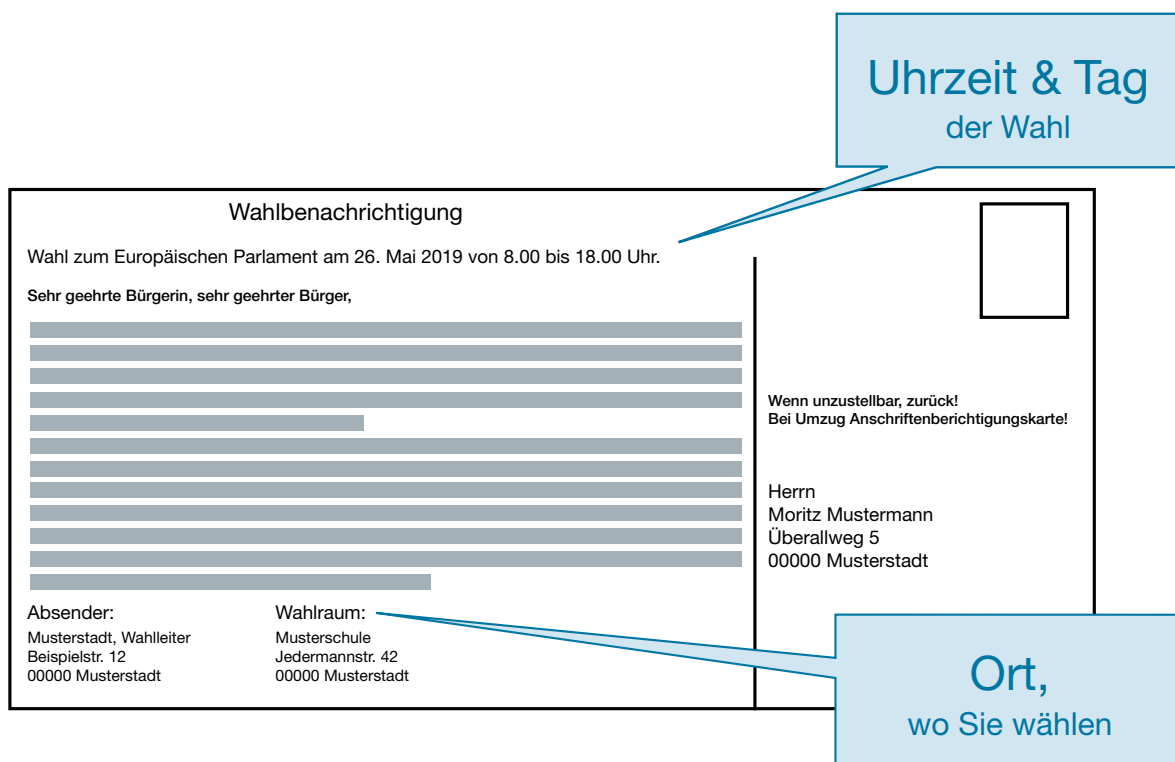 Uhrzeit & Tag
der Wahl
Wahlbenachrichtigung
Wahl zum Europäischen Parlament am 26. Mai 2019 von 8.00 bis 18.00 Uhr.
Sehr geehrte Bürgerin, sehr geehrter Bürger,
Wenn unzustellbar, zurück!
Bei Umzug Anschriftenberichtigungskarte!
Herrn
Moritz Mustermann
Überallweg 5
00000 Musterstadt
Absender:
Musterstadt, Wahlleiter
Beispielstr. 12
00000 Musterstadt
Wahlraum:
Musterschule
Jedermannstr. 42
00000 Musterstadt
Ort,
wo Sie wählen